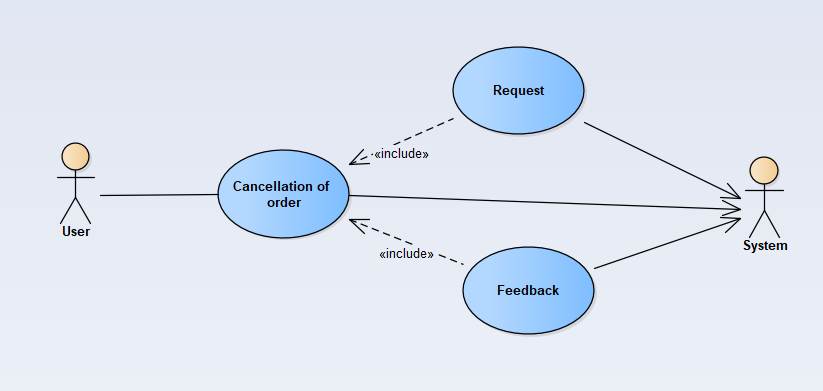 Request
«include»
Cancellation of
order
User
System
«include»
Feedback